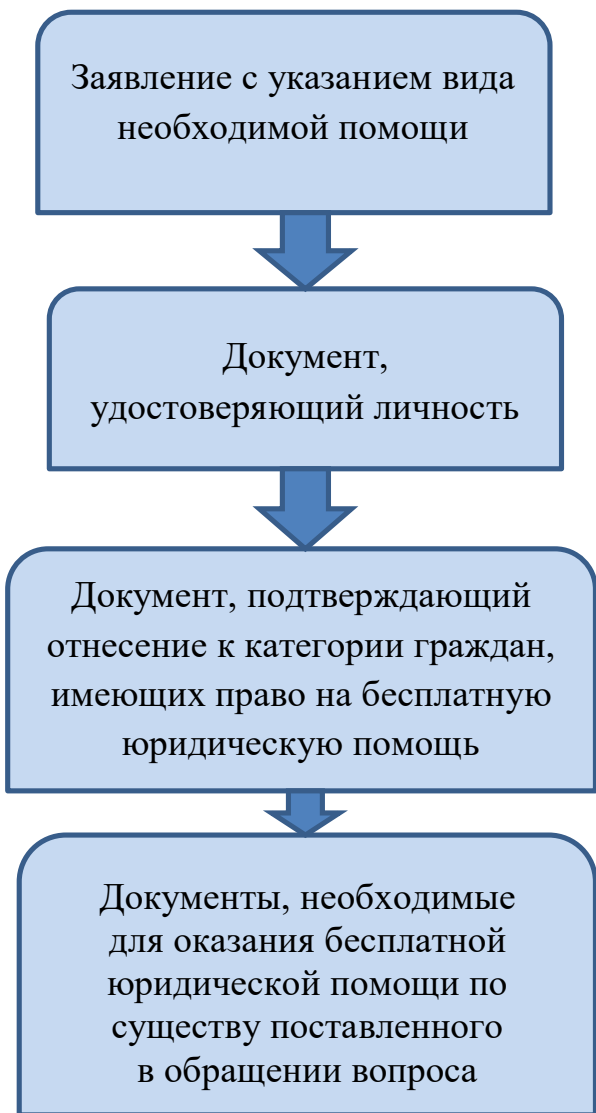 Заявление с указанием вида
необходимой помощи
Документ,
удостоверяющий личность
Документ, подтверждающий
отнесение к категории граждан,
имеющих право на бесплатную
юридическую помощь
Документы, необходимые
для оказания бесплатной
юридической помощи по
существу поставленного
в обращении вопроса